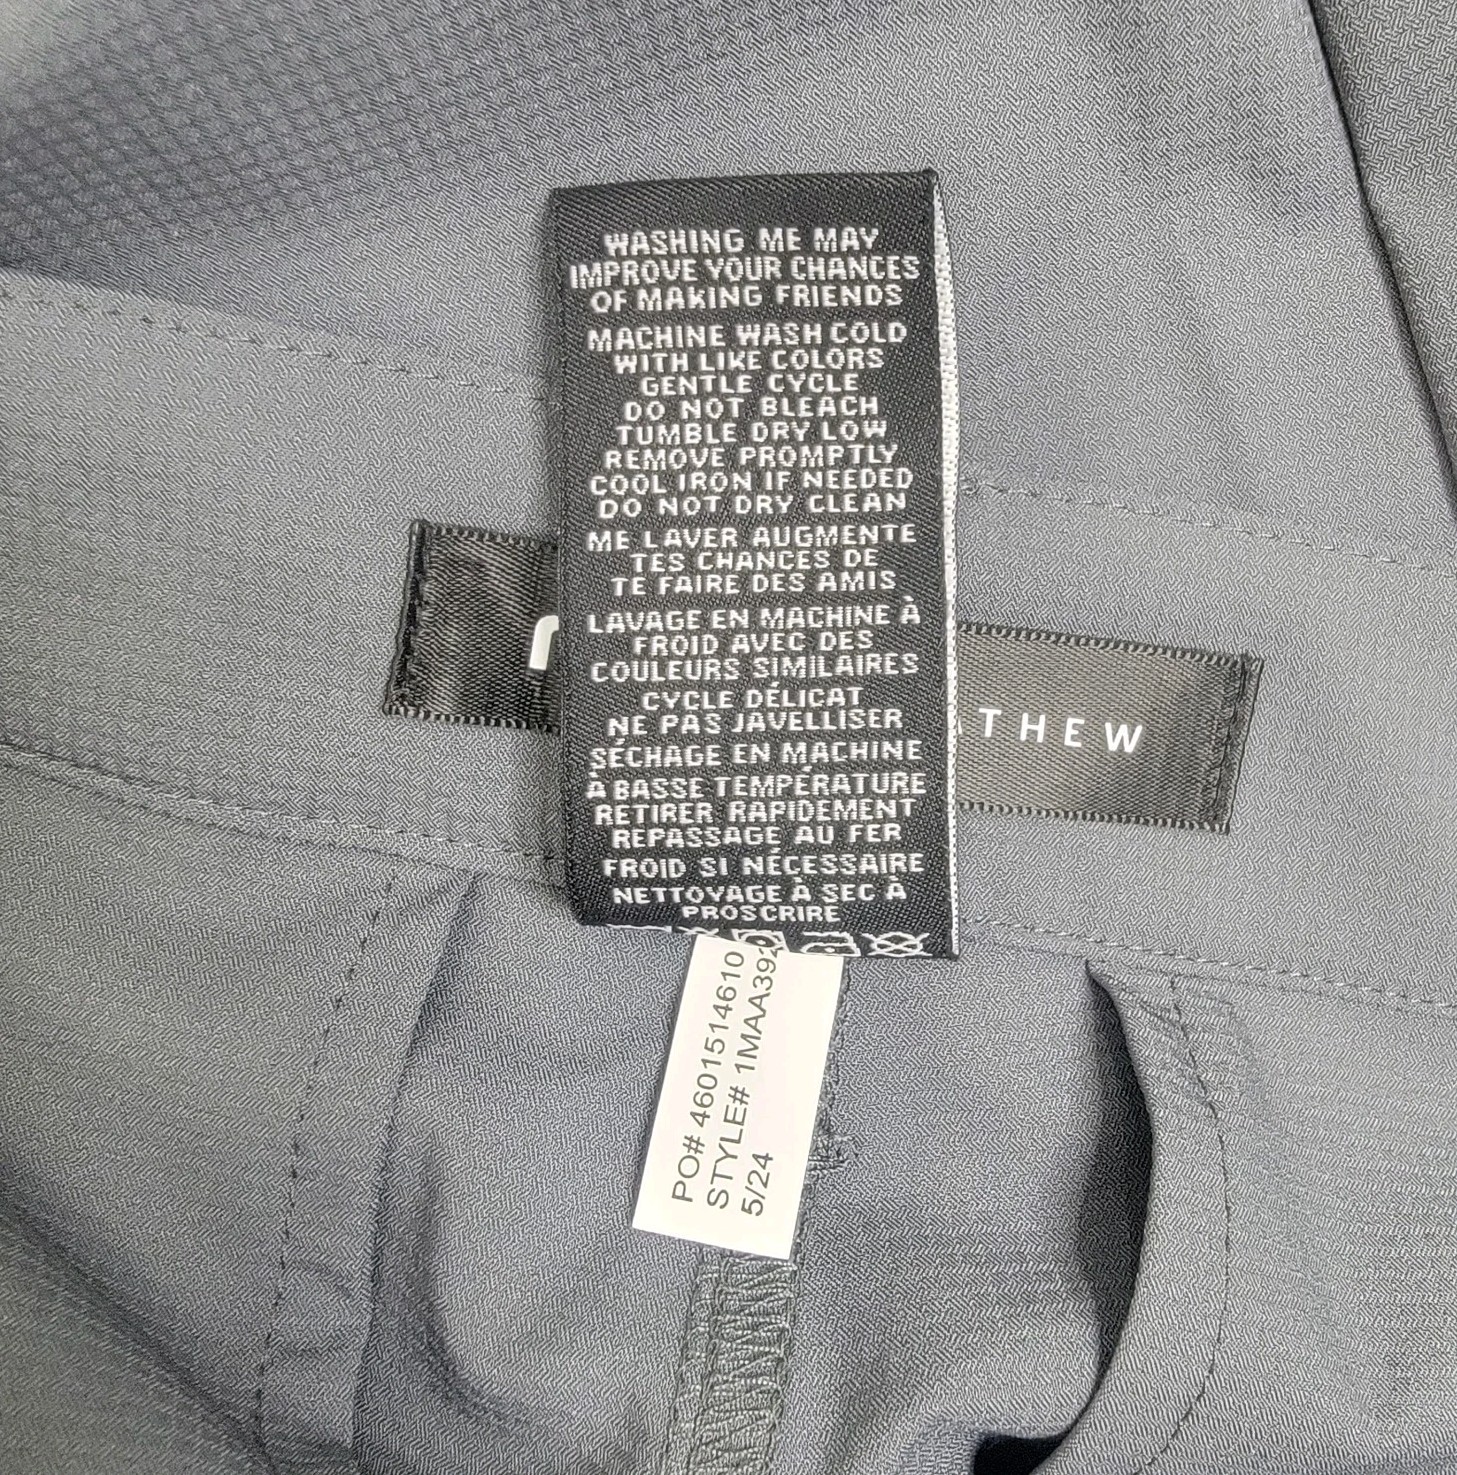 WASHING ME MAY
IMPROVE YOUR CHANCES
OF MAKING FRIENDS
MACHINE WASH COLD
WITH LIKE COLORS
GENTLE CYCLE
DO NOT BLEACH
TUMBLE DRY LOW
REMOVE PROMPTLY
COOL IRON IF NEEDED
DO NOT DRY CLEAN
ME LAVER AUGMENTE
TES CHANCES DE
TE FAIRE DES AMIS
LAVAGE EN MACHINE À
FROID AVEC DES
COULEURS SIMILAIRES
CYCLE DÉLICAT
NE PAS JAVELLISER
SÉCHAGE EN MACHINE
À BASSE TEMPÉRATURE
RETIRER RAPIDEMENT
REPASSAGE AU FER
FROID SI NÉCESSAIRE
NETTOYAGE À SEC À
PROSCRIRE
THEW
PO# 4601514610
STYLE# 1MAA392
5/24